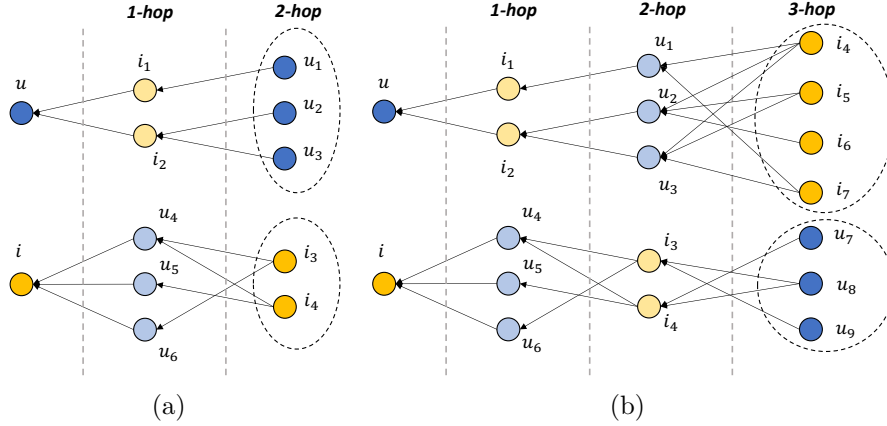 1-hop 2-hop
u i₁ u₁
u₂
i₂ u₃
i u₄ i₃
u₅ i₄
u₆
(a)
1-hop 2-hop 3-hop
u i₁ u₁ i₄
u₂ i₅
i₂ u₃ i₆
i₇
i u₄ i₃ u₇
u₅ u₈
u₆ i₄ u₉
(b)